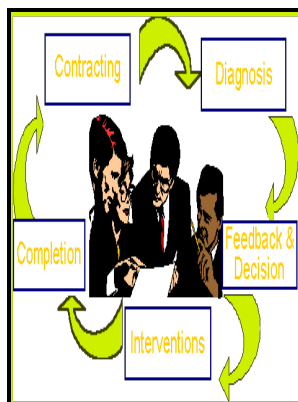 Contracting
Diagnosis
Feedback &
Decision
Interventions
Completion